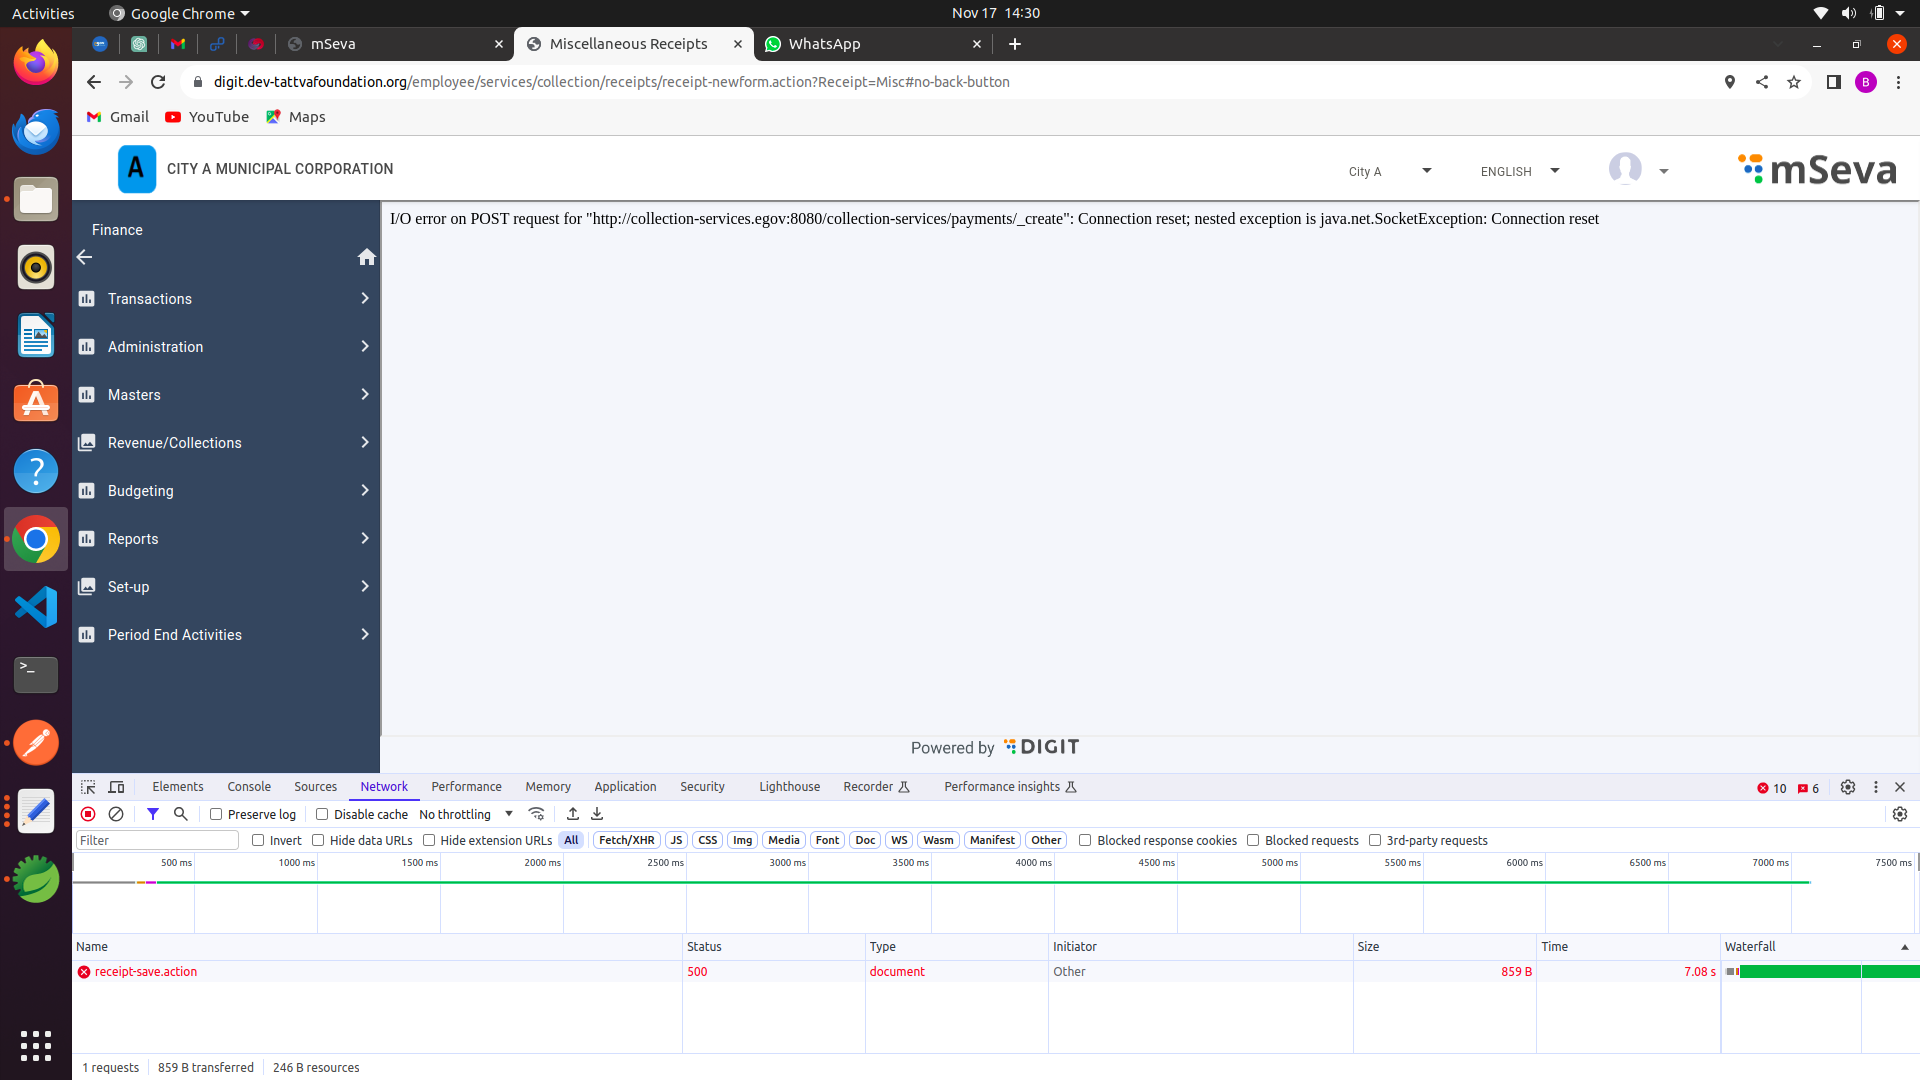 Activities
Google Chrome
Nov 17 14:30
mSeva
Miscellaneous Receipts
WhatsApp
digit.dev-tattvafoundation.org/employee/services/collection/receipts/receipt-newform.action?Receipt=Misc#no-back-button
B
Gmail
YouTube
Maps
A
CITY A MUNICIPAL CORPORATION
City A
ENGLISH
mSeva
Finance
I/O error on POST request for "http://collection-services.egov:8080/collection-services/payments/_create": Connection reset; nested exception is java.net.SocketException: Connection reset
Transactions
Administration
Masters
Revenue/Collections
Budgeting
Reports
Set-up
Period End Activities
Powered by DIGIT
Elements Console Sources Network Performance Memory Application Security Lighthouse Recorder Performance insights 10 6
Preserve log Disable cache No throttling
Filter Invert Hide data URLs Hide extension URLs All Fetch/XHR JS CSS Img Media Font Doc WS Wasm Manifest Other Blocked response cookies Blocked requests 3rd-party requests
500 ms 1000 ms 1500 ms 2000 ms 2500 ms 3000 ms 3500 ms 4000 ms 4500 ms 5000 ms 5500 ms 6000 ms 6500 ms 7000 ms 7500 ms
Name Status Type Initiator Size Time Waterfall
receipt-save.action 500 document Other 859 B 7.08 s
1 requests 859 B transferred 246 B resources